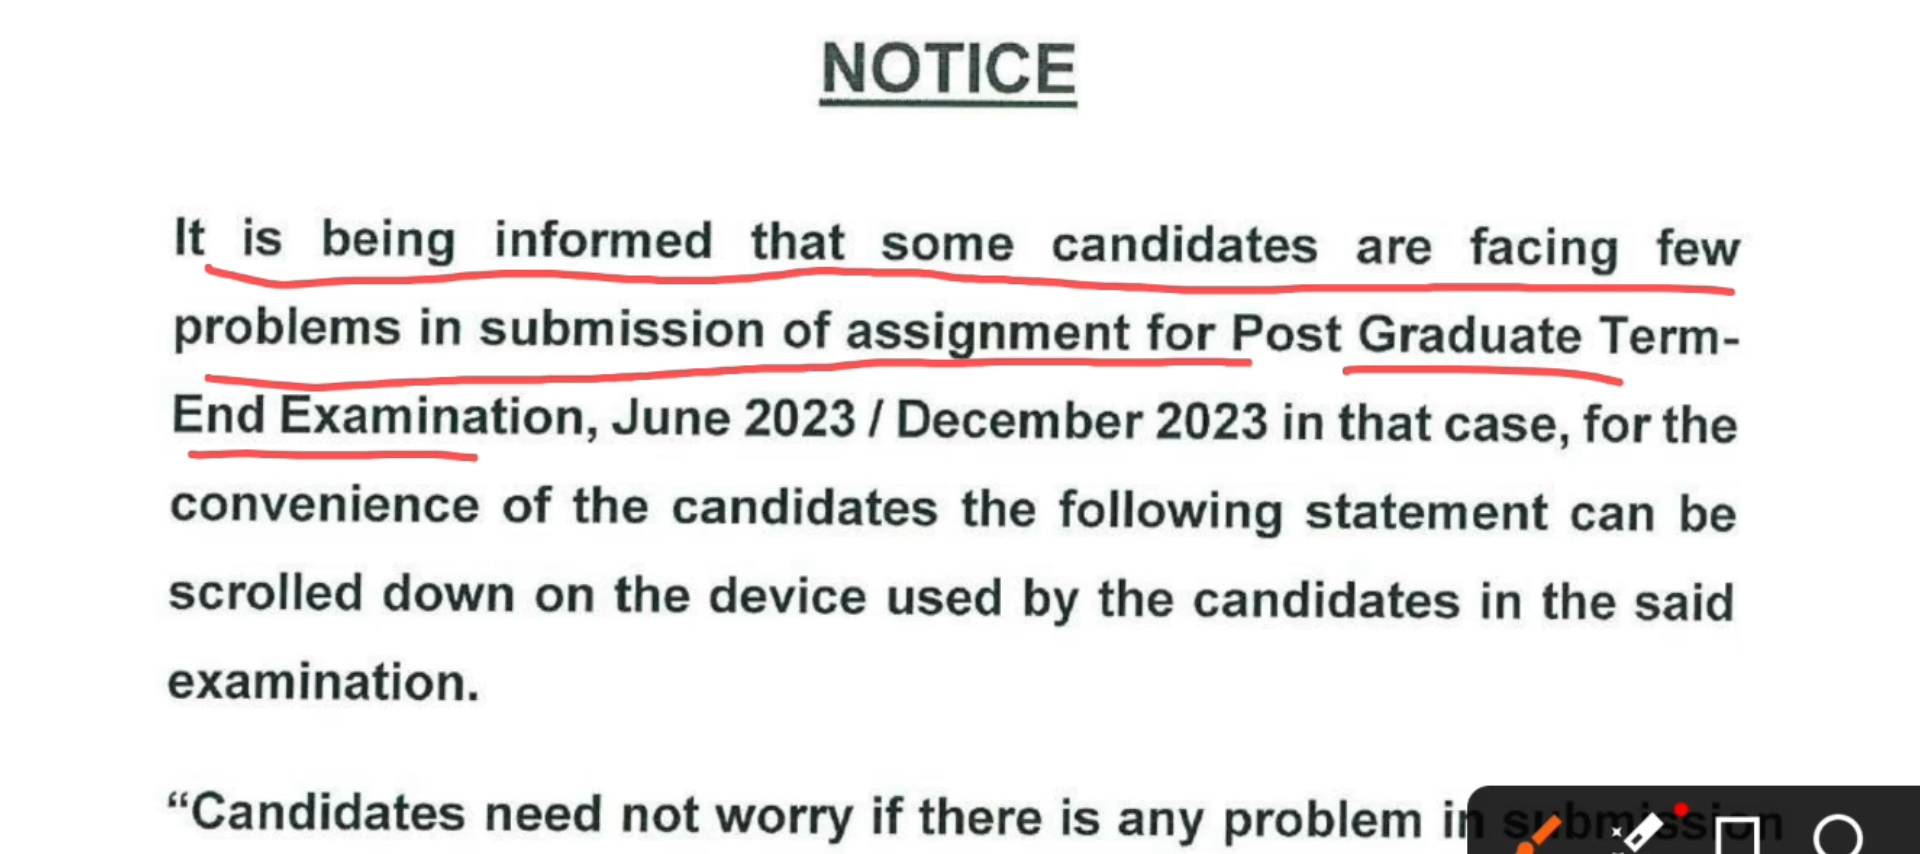 NOTICE
It is being informed that some candidates are facing few
problems in submission of assignment for Post Graduate Term-
End Examination, June 2023 / December 2023 in that case, for the
convenience of the candidates the following statement can be
scrolled down on the device used by the candidates in the said
examination.
“Candidates need not worry if there is any problem in submission